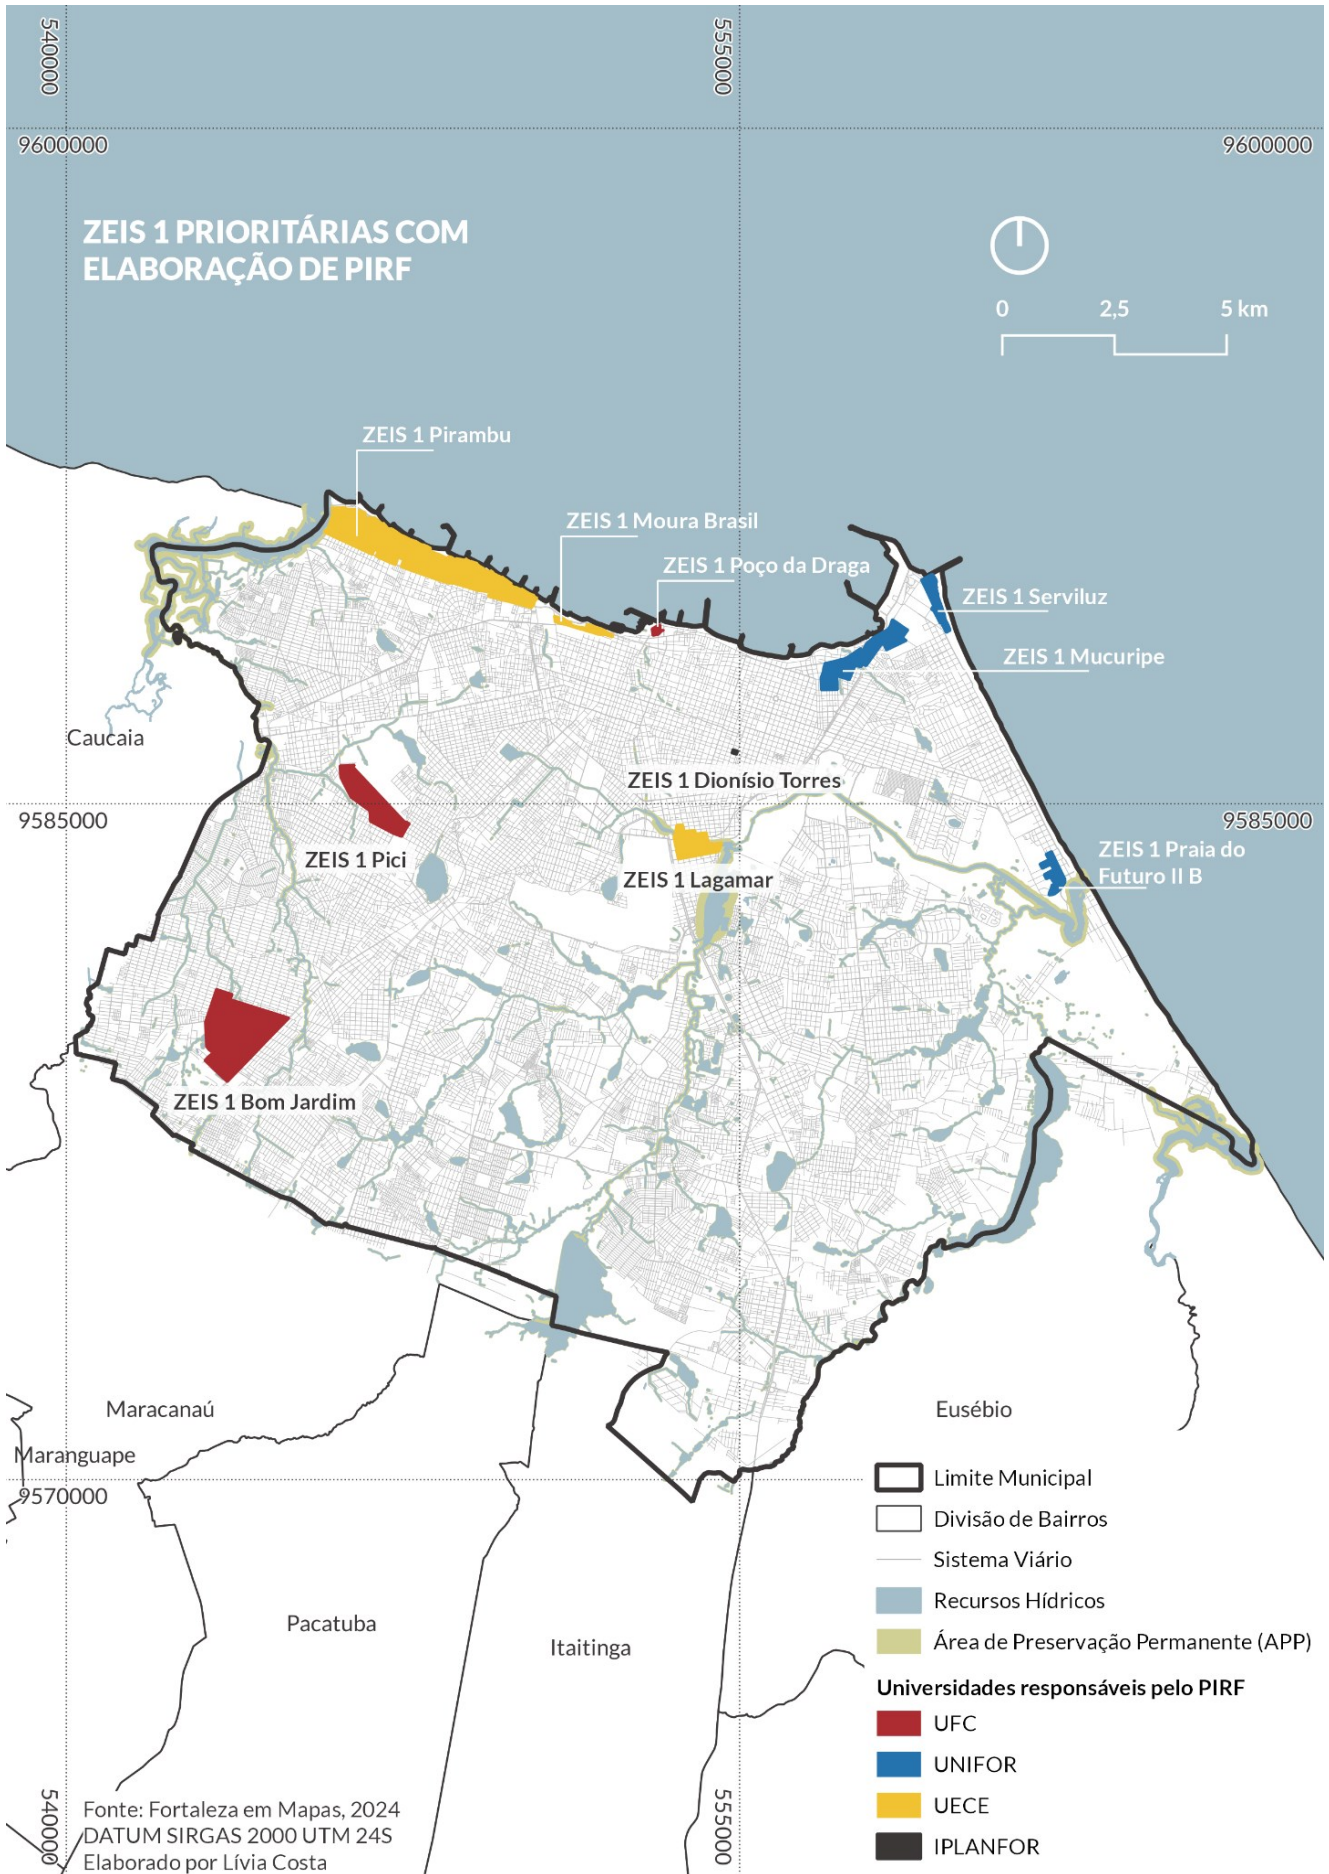 540000
555000
9600000
9600000
ZEIS 1 PRIORITÁRIAS COM
ELABORAÇÃO DE PIRF
0 2,5 5 km
ZEIS 1 Pirambu
ZEIS 1 Moura Brasil
ZEIS 1 Poço da Draga
ZEIS 1 Serviluz
ZEIS 1 Mucuripe
Caucaia
ZEIS 1 Dionísio Torres
9585000
9585000
ZEIS 1 Pici
ZEIS 1 Lagamar
ZEIS 1 Praia do
Futuro II B
ZEIS 1 Bom Jardim
Maracanaú
Eusébio
Maranguape
9570000
Pacatuba
Itaitinga
Limite Municipal
Divisão de Bairros
Sistema Viário
Recursos Hídricos
Área de Preservação Permanente (APP)
Universidades responsáveis pelo PIRF
UFC
UNIFOR
UECE
IPLANFOR
540000
555000
Fonte: Fortaleza em Mapas, 2024
DATUM SIRGAS 2000 UTM 24S
Elaborado por Lívia Costa